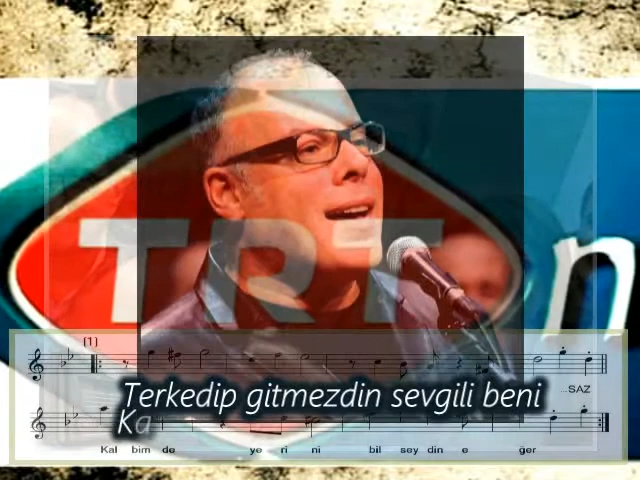 TRT
n
[1]
...SAZ
Terkedip gitmezdin sevgili beni
Ka
Kal bim de ye ri ni bil sey din e ğer